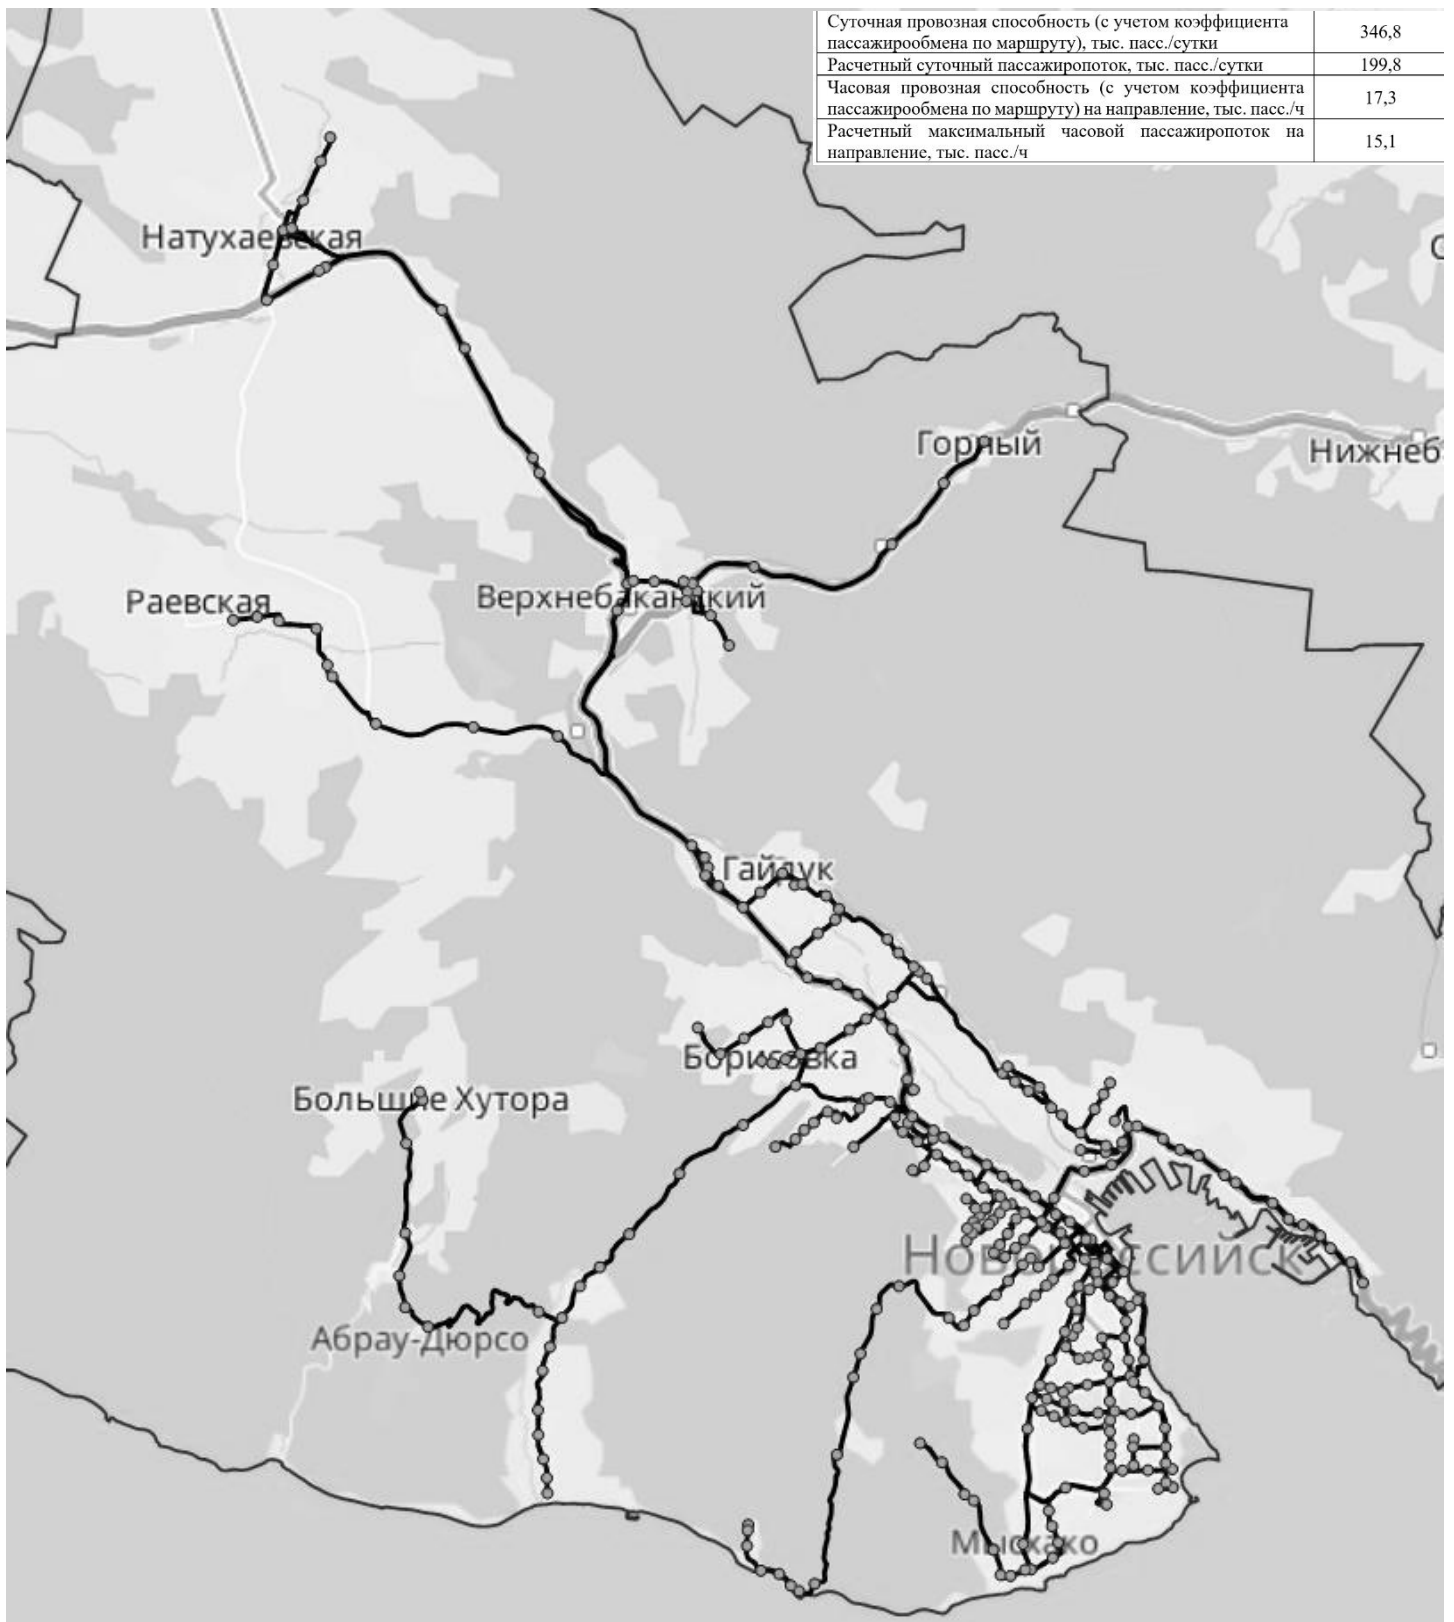 Суточная провозная способность (с учетом коэффициента
пассажирообмена по маршруту), тыс. пасс./сутки
346,8
Расчетный суточный пассажиропоток, тыс. пасс./сутки
199,8
Часовая провозная способность (с учетом коэффициента
пассажирообмена по маршруту) на направление, тыс. пасс./ч
17,3
Расчетный максимальный часовой пассажиропоток на
направление, тыс. пасс./ч
15,1
Натухаевская
Горный
Нижнеб
Раевская
Верхнебаканский
Гайдук
Борисовка
Большие Хутора
Новороссийск
Абрау-Дюрсо
Мысхако